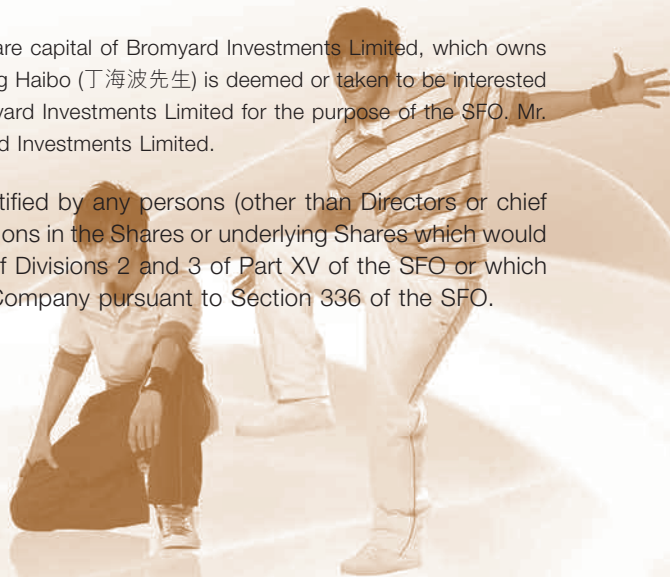 are capital of Bromyard Investments Limited, which owns
g Haibo (丁海波先生) is deemed or taken to be interested
yard Investments Limited for the purpose of the SFO. Mr.
d Investments Limited.
tified by any persons (other than Directors or chief
ions in the Shares or underlying Shares which would
f Divisions 2 and 3 of Part XV of the SFO or which
Company pursuant to Section 336 of the SFO.